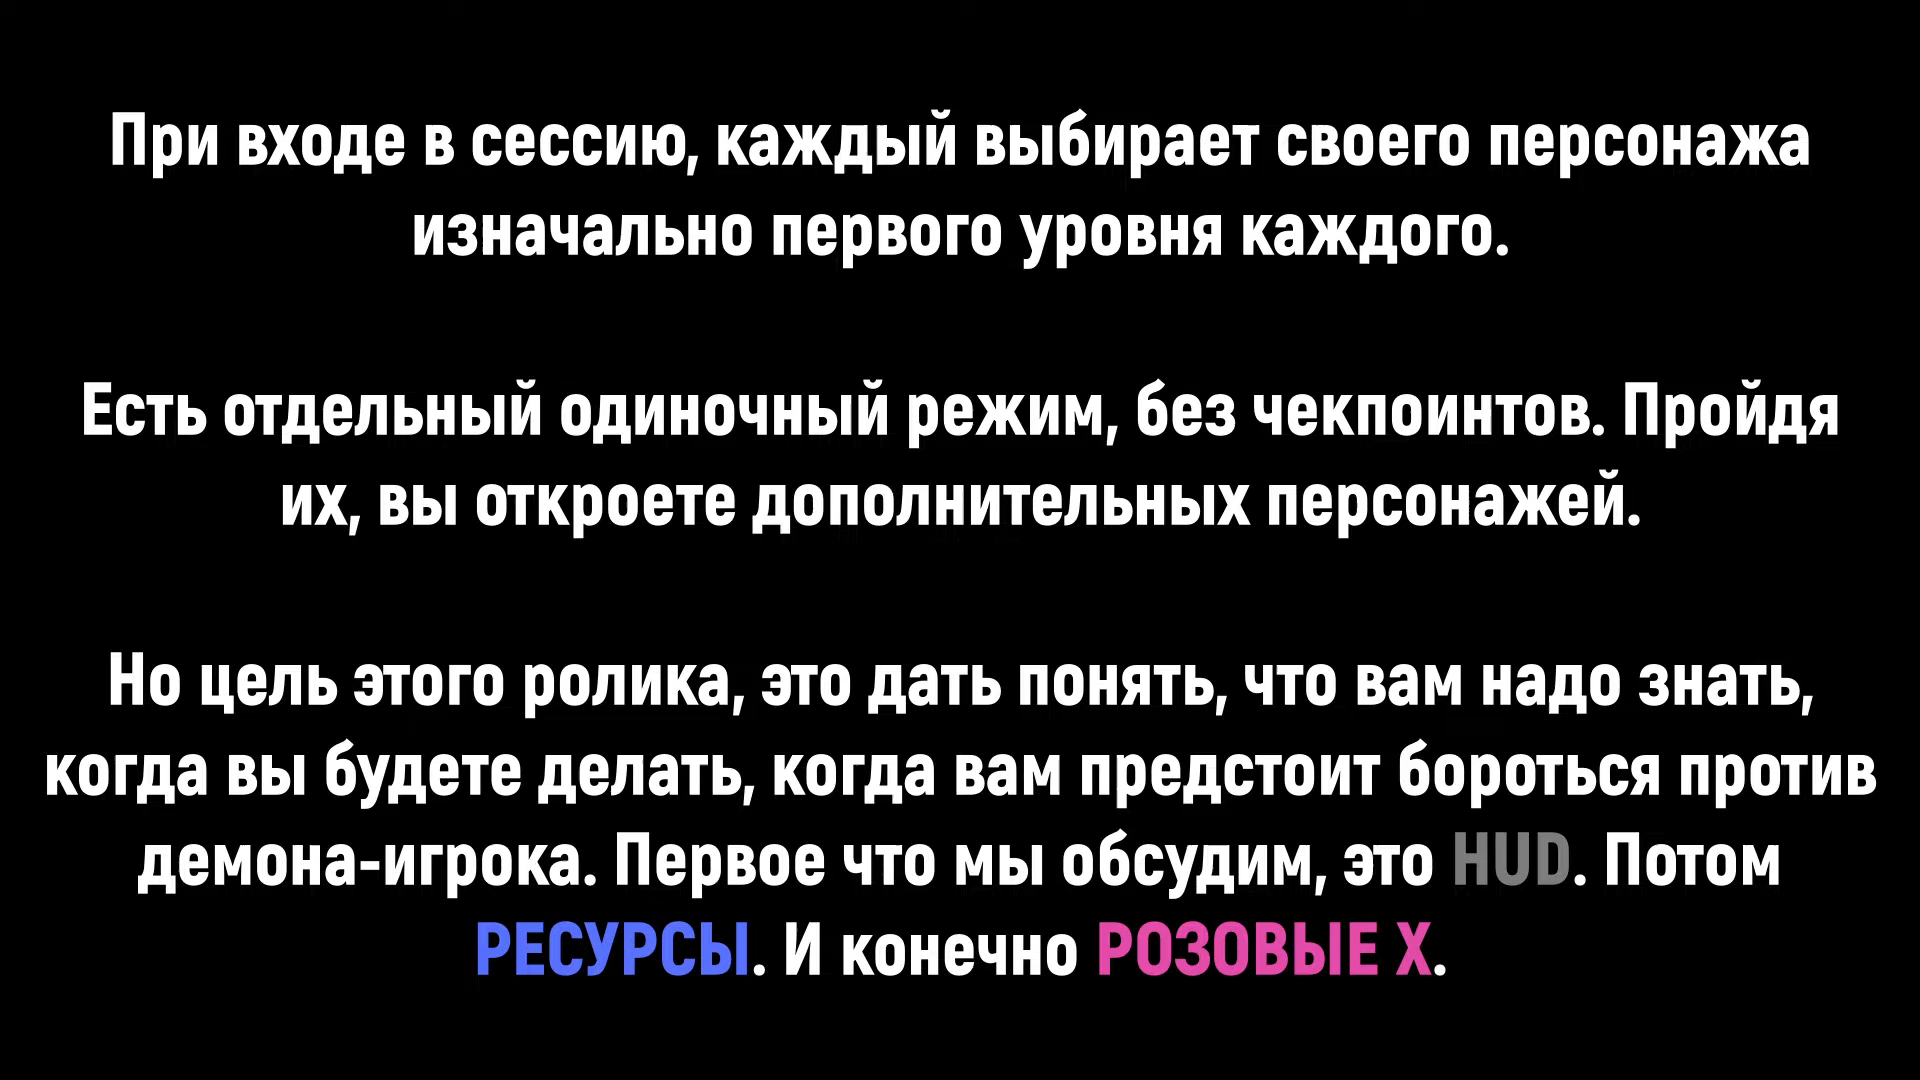 При входе в сессию, каждый выбирает своего персонажа
изначально первого уровня каждого.
Есть отдельный одиночный режим, без чекпоинтов. Пройдя
их, вы откроете дополнительных персонажей.
Но цель этого ролика, это дать понять, что вам надо знать,
когда вы будете делать, когда вам предстоит бороться против
демона-игрока. Первое что мы обсудим, это HUD. Потом
РЕСУРСЫ. И конечно РОЗОВЫЕ Х.